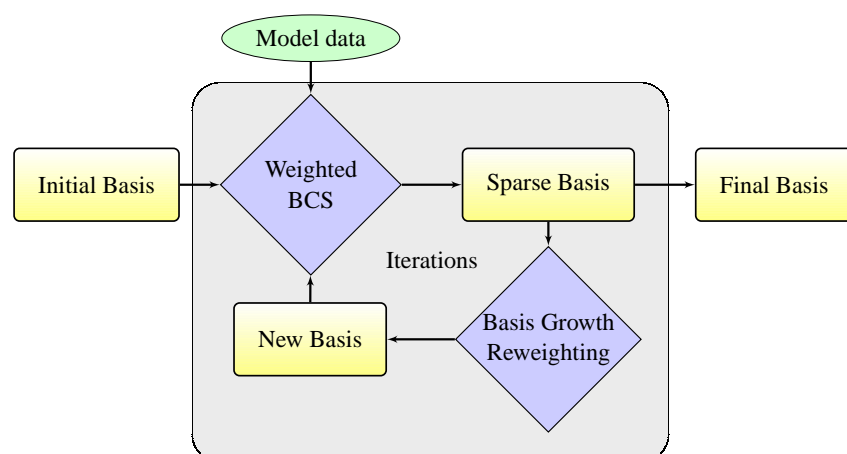 Model data
Initial Basis
Weighted
BCS
Sparse Basis
Final Basis
Iterations
New Basis
Basis Growth
Reweighting